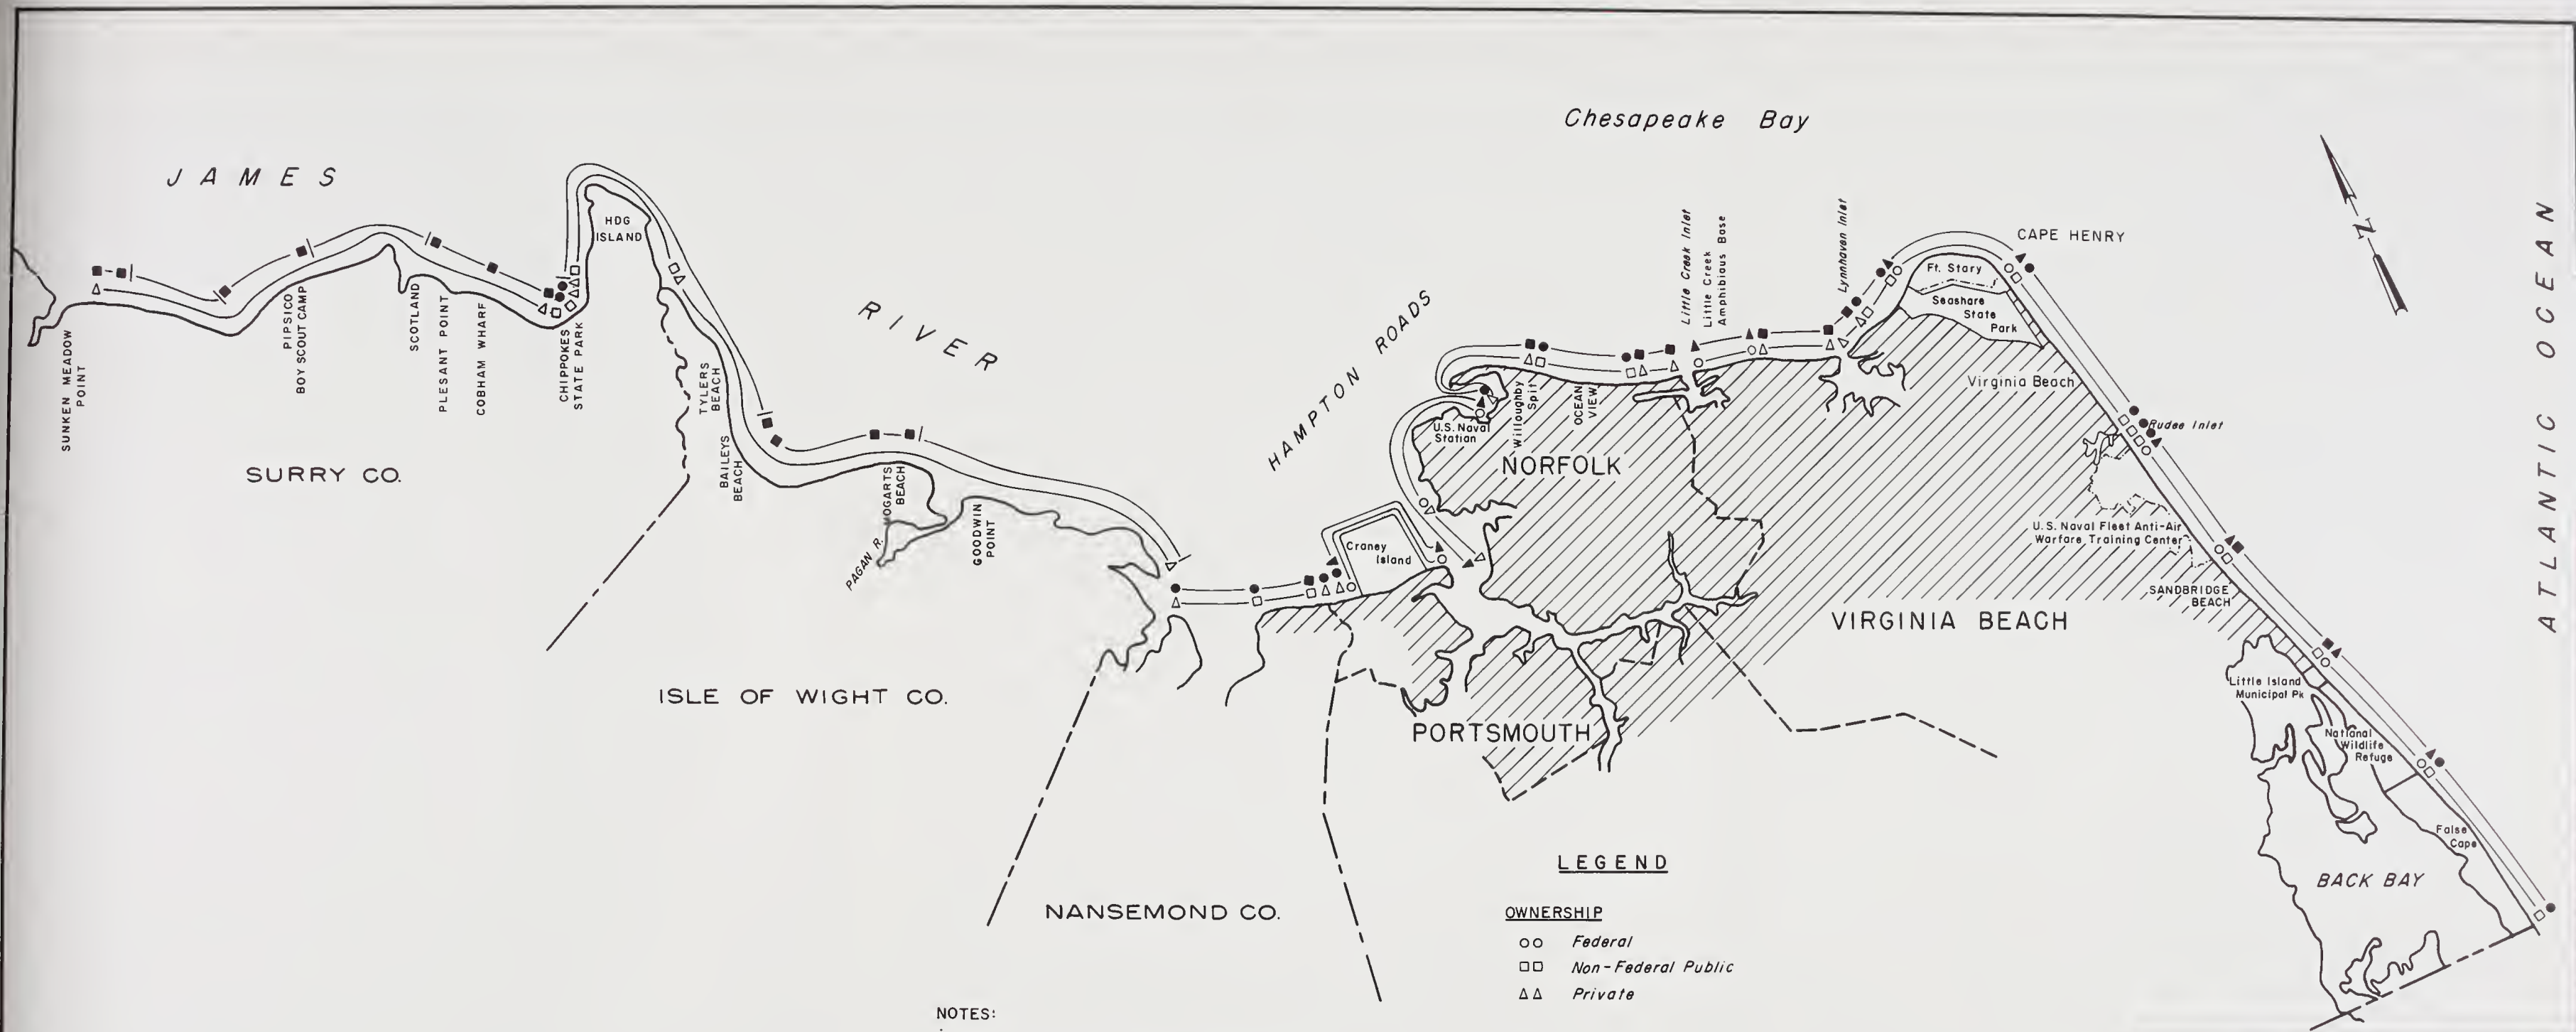 Chesapeake Bay
JAMES
RIVER
HAMPTON ROADS
ATLANTIC OCEAN
N
HDG
ISLAND
SUNKEN MEADOW
POINT
PIPSICO
BOY SCOUT CAMP
SCOTLAND
PLESANT POINT
COBHAM WHARF
CHIPPOKES
STATE PARK
TYLERS
BEACH
BAILEYS
BEACH
MOGARTS
BEACH
PAGAN R.
GOODWIN
POINT
SURRY CO.
ISLE OF WIGHT CO.
NANSEMOND CO.
Craney
Island
U.S. Naval
Station
Willoughby
Spit
OCEAN
VIEW
NORFOLK
PORTSMOUTH
Little Creek Inlet
Little Creek
Amphibious Base
Lynnhaven Inlet
CAPE HENRY
Ft. Story
Seashore
State
Park
Virginia Beach
Rudee Inlet
U.S. Naval Fleet Anti-Air
Warfare Training Center
SANDBRIDGE
BEACH
VIRGINIA BEACH
Little Island
Municipal Pk
National
Wildlife
Refuge
False
Cape
BACK BAY
LEGEND
OWNERSHIP
Federal
Non-Federal Public
Private
NOTES: